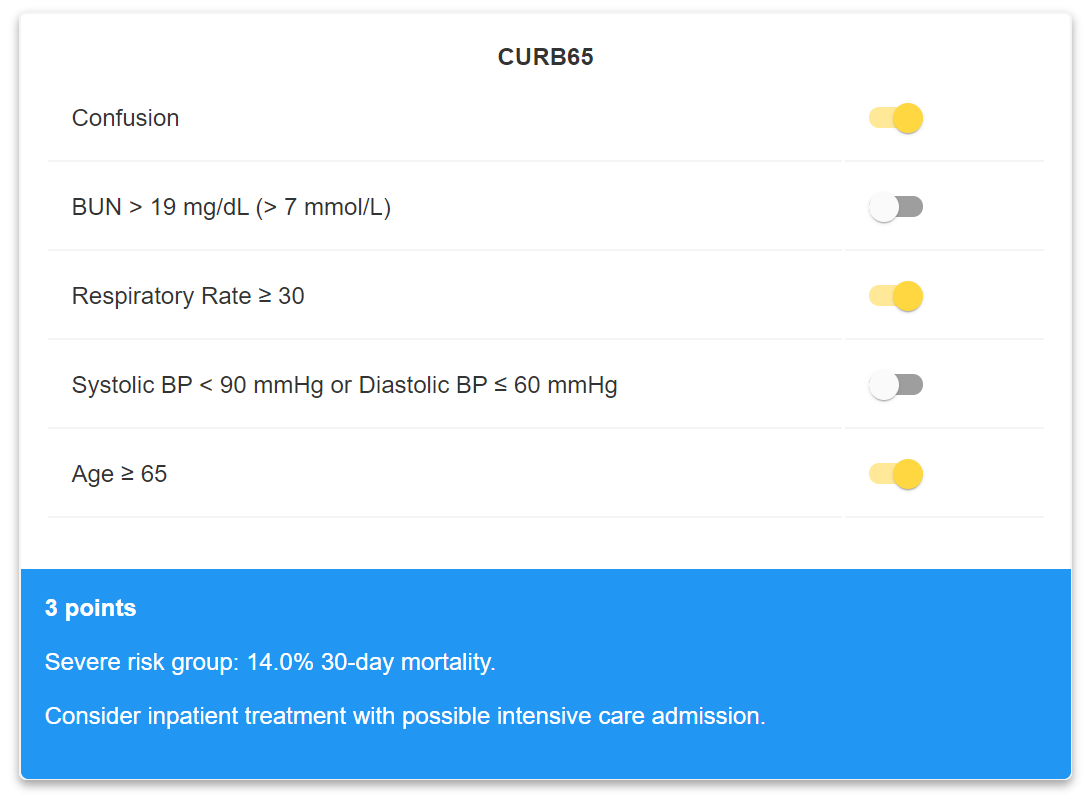 CURB65
Confusion
BUN > 19 mg/dL (> 7 mmol/L)
Respiratory Rate ≥ 30
Systolic BP < 90 mmHg or Diastolic BP ≤ 60 mmHg
Age ≥ 65
3 points
Severe risk group: 14.0% 30-day mortality.
Consider inpatient treatment with possible intensive care admission.